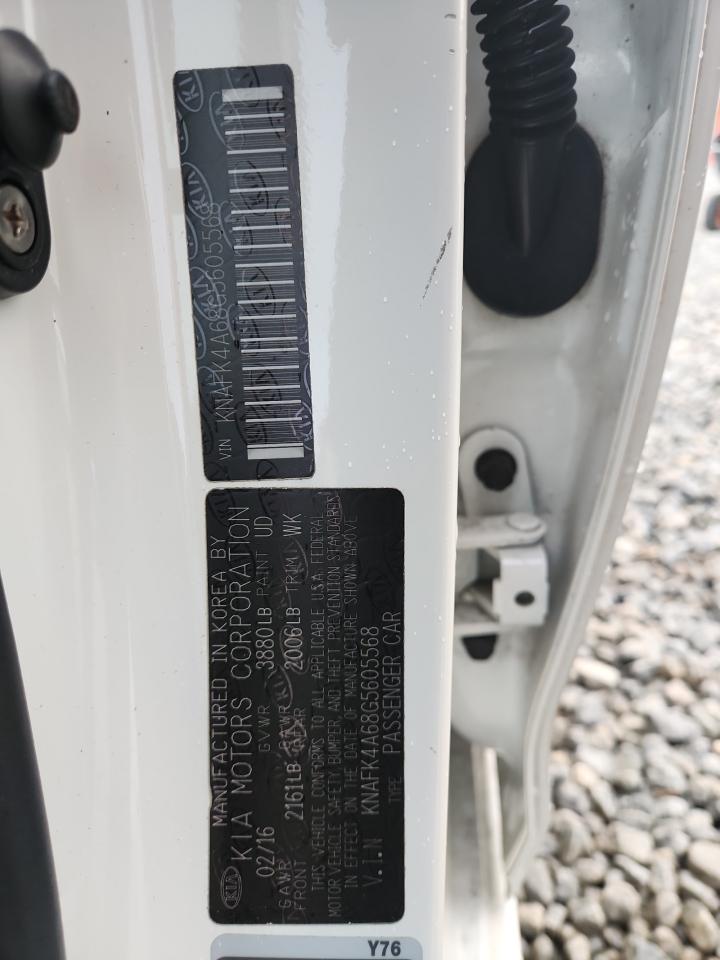 VIN KNAFK4A68G5605568
MANUFACTURED IN KOREA BY
KIA KIA MOTORS CORPORATION
02/16 GVWR 3880LB PAINT UD
GAWR FRONT 2161LB GAWR REAR 2006LB TRIM WK
THIS VEHICLE CONFORMS TO ALL APPLICABLE U.S.A. FEDERAL
MOTOR VEHICLE SAFETY, BUMPER, AND THEFT PREVENTION STANDARDS
IN EFFECT ON THE DATE OF MANUFACTURE SHOWN ABOVE
V.I.N KNAFK4A68G5605568
TYPE PASSENGER CAR
Y76